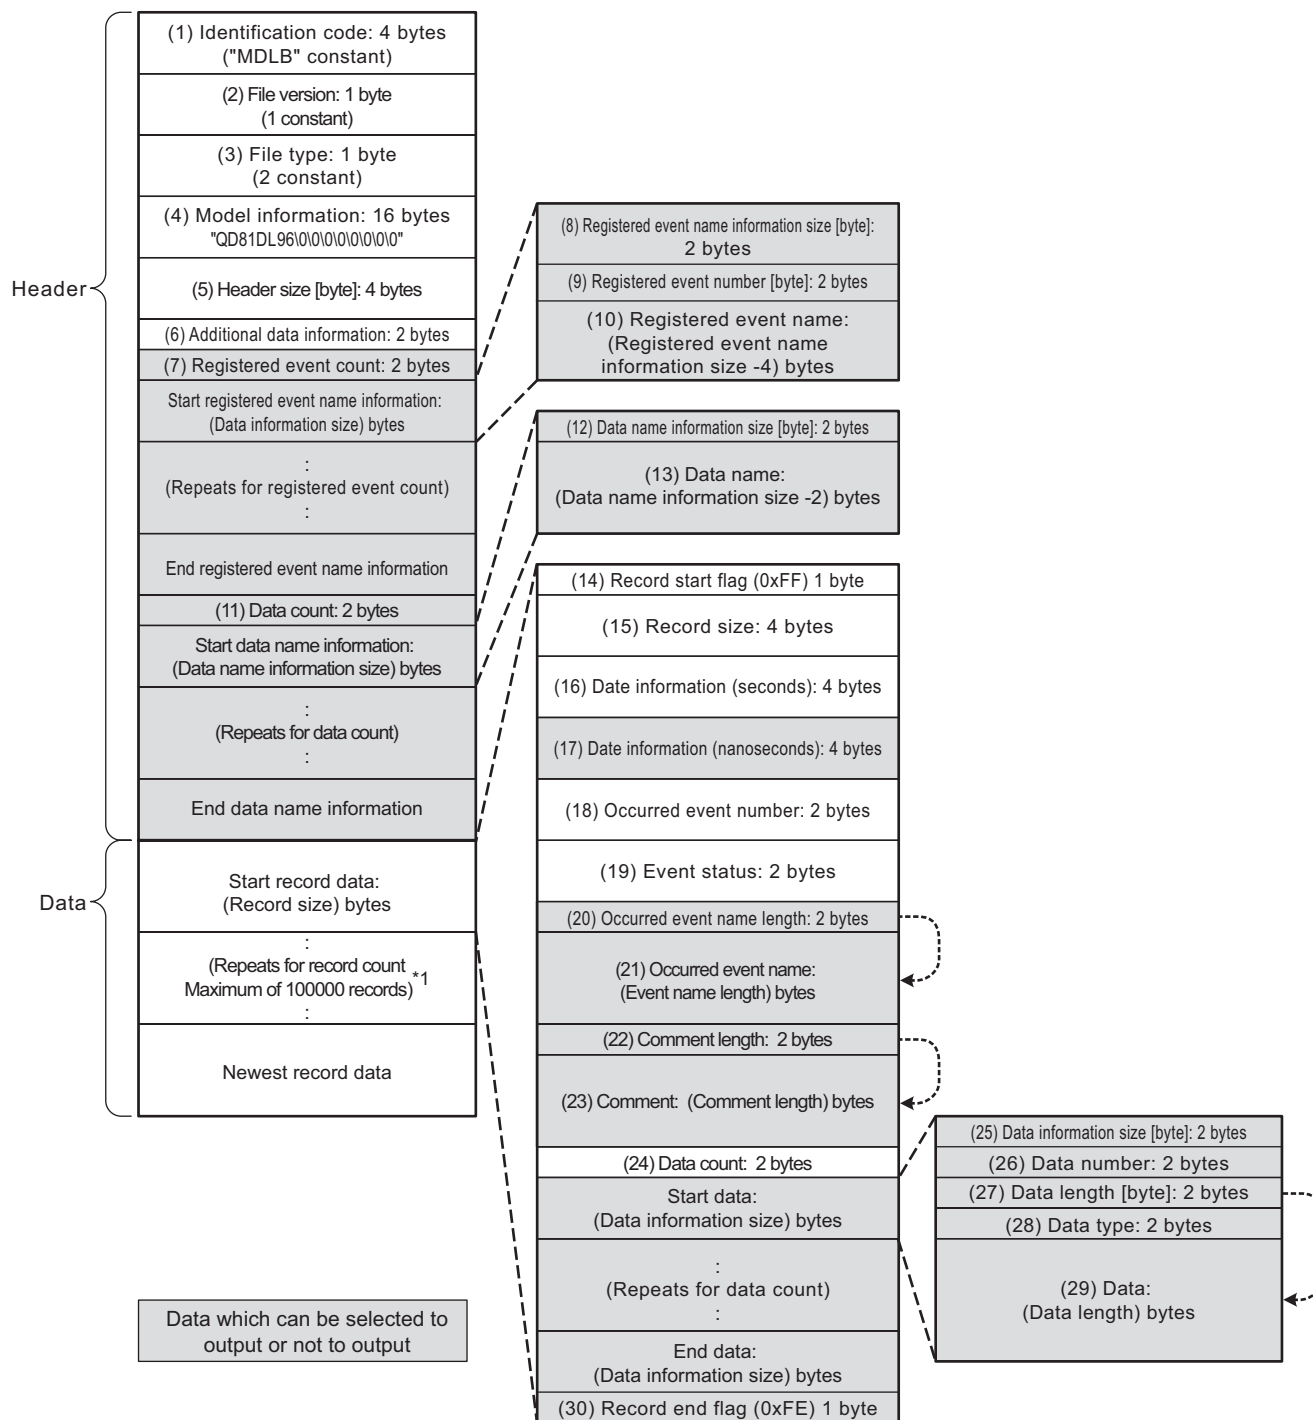 (1) Identification code: 4 bytes
("MDLB" constant)
(2) File version: 1 byte
(1 constant)
(3) File type: 1 byte
(2 constant)
(4) Model information: 16 bytes
"QD81DL96\0\0\0\0\0\0\0\0"
Header
(5) Header size [byte]: 4 bytes
(6) Additional data information: 2 bytes
(7) Registered event count: 2 bytes
Start registered event name information:
(Data information size) bytes
:
(Repeats for registered event count)
:
End registered event name information
(11) Data count: 2 bytes
Start data name information:
(Data name information size) bytes
:
(Repeats for data count)
:
End data name information
Data
Start record data:
(Record size) bytes
:
(Repeats for record count
Maximum of 100000 records)*1
:
Newest record data
(8) Registered event name information size [byte]:
2 bytes
(9) Registered event number [byte]: 2 bytes
(10) Registered event name:
(Registered event name
information size -4) bytes
(12) Data name information size [byte]: 2 bytes
(13) Data name:
(Data name information size -2) bytes
(14) Record start flag (0xFF) 1 byte
(15) Record size: 4 bytes
(16) Date information (seconds): 4 bytes
(17) Date information (nanoseconds): 4 bytes
(18) Occurred event number: 2 bytes
(19) Event status: 2 bytes
(20) Occurred event name length: 2 bytes
(21) Occurred event name:
(Event name length) bytes
(22) Comment length: 2 bytes
(23) Comment: (Comment length) bytes
(24) Data count: 2 bytes
Start data:
(Data information size) bytes
:
(Repeats for data count)
:
End data:
(Data information size) bytes
(30) Record end flag (0xFE) 1 byte
(25) Data information size [byte]: 2 bytes
(26) Data number: 2 bytes
(27) Data length [byte]: 2 bytes
(28) Data type: 2 bytes
(29) Data:
(Data length) bytes
Data which can be selected to
output or not to output